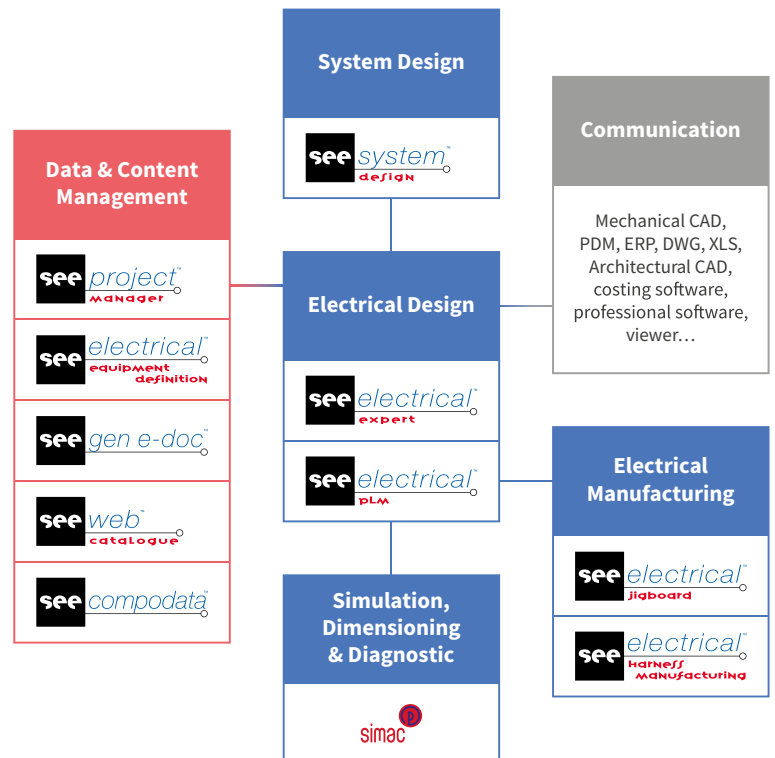 System Design
see system™
design
Communication
Mechanical CAD,
PDM, ERP, DWG, XLS,
Architectural CAD,
costing software,
professional software,
viewer...
Data & Content
Management
see project™
manager
see electrical™
equipment
definition
see gen e-doc™
see web™
catalogue
see compodata™
Electrical Design
see electrical™
expert
see electrical™
PLM
Electrical
Manufacturing
see electrical™
jigboard
see electrical™
Harness
Manufacturing
Simulation,
Dimensioning
& Diagnostic
simac p